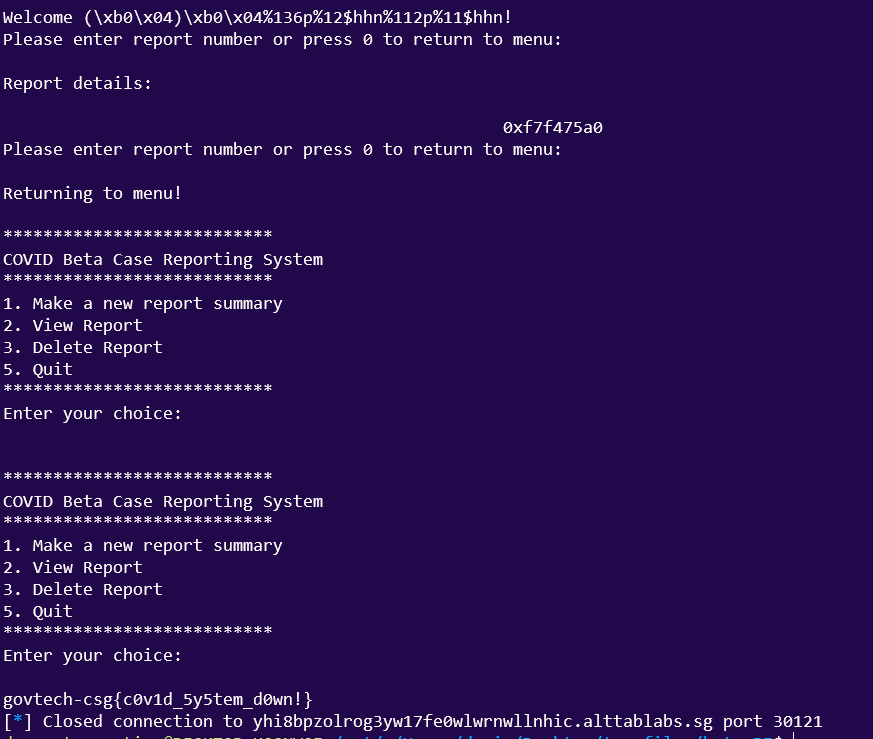 Welcome (\xb0\x04)\xb0\x04%136p%12$hhn%112p%11$hhn!
Please enter report number or press 0 to return to menu:
Report details:
0xf7f475a0
Please enter report number or press 0 to return to menu:
Returning to menu!
***************************
COVID Beta Case Reporting System
***************************
1. Make a new report summary
2. View Report
3. Delete Report
5. Quit
***************************
Enter your choice:
***************************
COVID Beta Case Reporting System
***************************
1. Make a new report summary
2. View Report
3. Delete Report
5. Quit
***************************
Enter your choice:
govtech-csg{c0v1d_5y5tem_d0wn!}
[*] Closed connection to yhi8bpzolrog3yw17fe0wlwrnwllnhic.alttablabs.sg port 30121